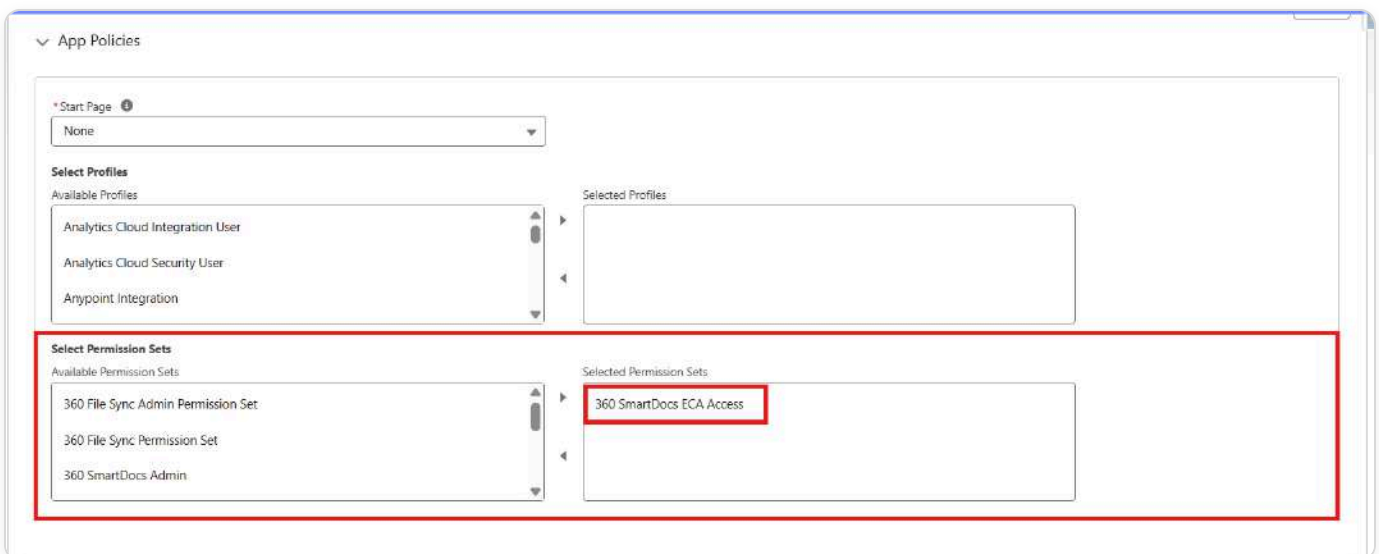 App Policies
*Start Page
None
Select Profiles
Available Profiles
Selected Profiles
Analytics Cloud Integration User
Analytics Cloud Security User
Anypoint Integration
Select Permission Sets
Available Permission Sets
Selected Permission Sets
360 File Sync Admin Permission Set
360 SmartDocs ECA Access
360 File Sync Permission Set
360 SmartDocs Admin